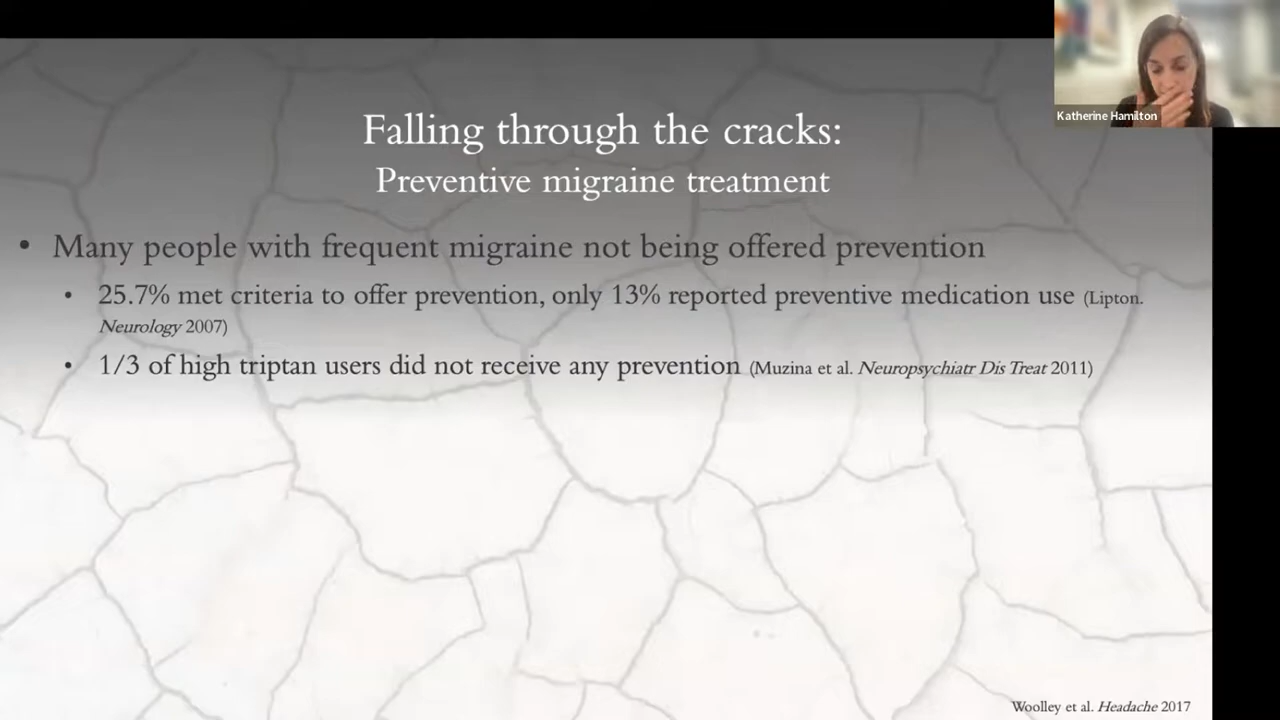 Katherine Hamilton
Falling through the cracks:
Preventive migraine treatment
• Many people with frequent migraine not being offered prevention
• 25.7% met criteria to offer prevention, only 13% reported preventive medication use (Lipton.
Neurology 2007)
• 1/3 of high triptan users did not receive any prevention (Muzina et al. Neuropsychiatr Dis Treat 2011)
Woolley et al. Headache 2017